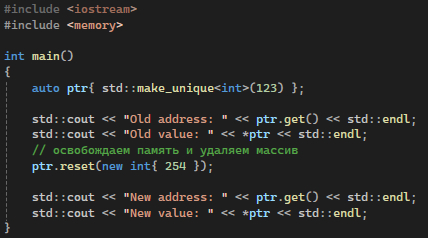 #include <iostream>
#include <memory>
int main()
{
auto ptr{ std::make_unique<int>(123) };
std::cout << "Old address: " << ptr.get() << std::endl;
std::cout << "Old value: " << *ptr << std::endl;
// освобождаем память и удаляем массив
ptr.reset(new int{ 254 });
std::cout << "New address: " << ptr.get() << std::endl;
std::cout << "New value: " << *ptr << std::endl;
}